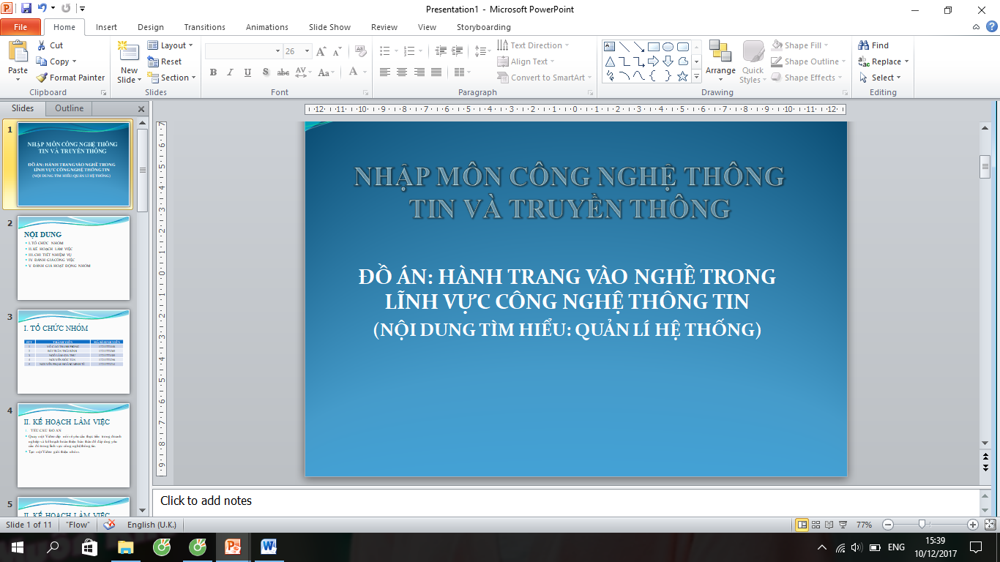 Presentation1 - Microsoft PowerPoint
File Home Insert Design Transitions Animations Slide Show Review View Storyboarding
Paste
Cut
Copy
Format Painter
Clipboard
New Slide
Layout
Reset
Section
Slides
26
B I U S abc AV Aa A
Font
Text Direction
Align Text
Convert to SmartArt
Paragraph
Arrange
Quick Styles
Shape Fill
Shape Outline
Shape Effects
Drawing
Find
Replace
Select
Editing
Slides Outline
1
NHẬP MÔN CÔNG NGHỆ THÔNG
TIN VÀ TRUYỀN THÔNG
ĐỒ ÁN: HÀNH TRANG VÀO NGHỀ TRONG
LĨNH VỰC CÔNG NGHỆ THÔNG TIN
(NỘI DUNG TÌM HIỂU: QUẢN LÍ HỆ THỐNG)
2
NỘI DUNG
I. TỔ CHỨC NHÓM
II. KẾ HOẠCH LÀM VIỆC
III. CHI TIẾT NHIỆM VỤ
IV. ĐÁNH GIÁ CÔNG VIỆC
V. ĐÁNH GIÁ HOẠT ĐỘNG NHÓM
3
I. TỔ CHỨC NHÓM
STT THÀNH VIÊN
4
II. KẾ HOẠCH LÀM VIỆC
YÊU CẦU ĐỒ ÁN
5
II. KẾ HOẠCH LÀM VIỆC
12 11 10 9 8 7 6 5 4 3 2 1 0 1 2 3 4 5 6 7 8 9 10 11 12
7 6 5 4 3 2 1 0 1 2 3 4 5 6 7 8 9
NHẬP MÔN CÔNG NGHỆ THÔNG
TIN VÀ TRUYỀN THÔNG
ĐỒ ÁN: HÀNH TRANG VÀO NGHỀ TRONG
LĨNH VỰC CÔNG NGHỆ THÔNG TIN
(NỘI DUNG TÌM HIỂU: QUẢN LÍ HỆ THỐNG)
Click to add notes
Slide 1 of 11 "Flow" English (U.K.) 77%
ENG
15:39
10/12/2017